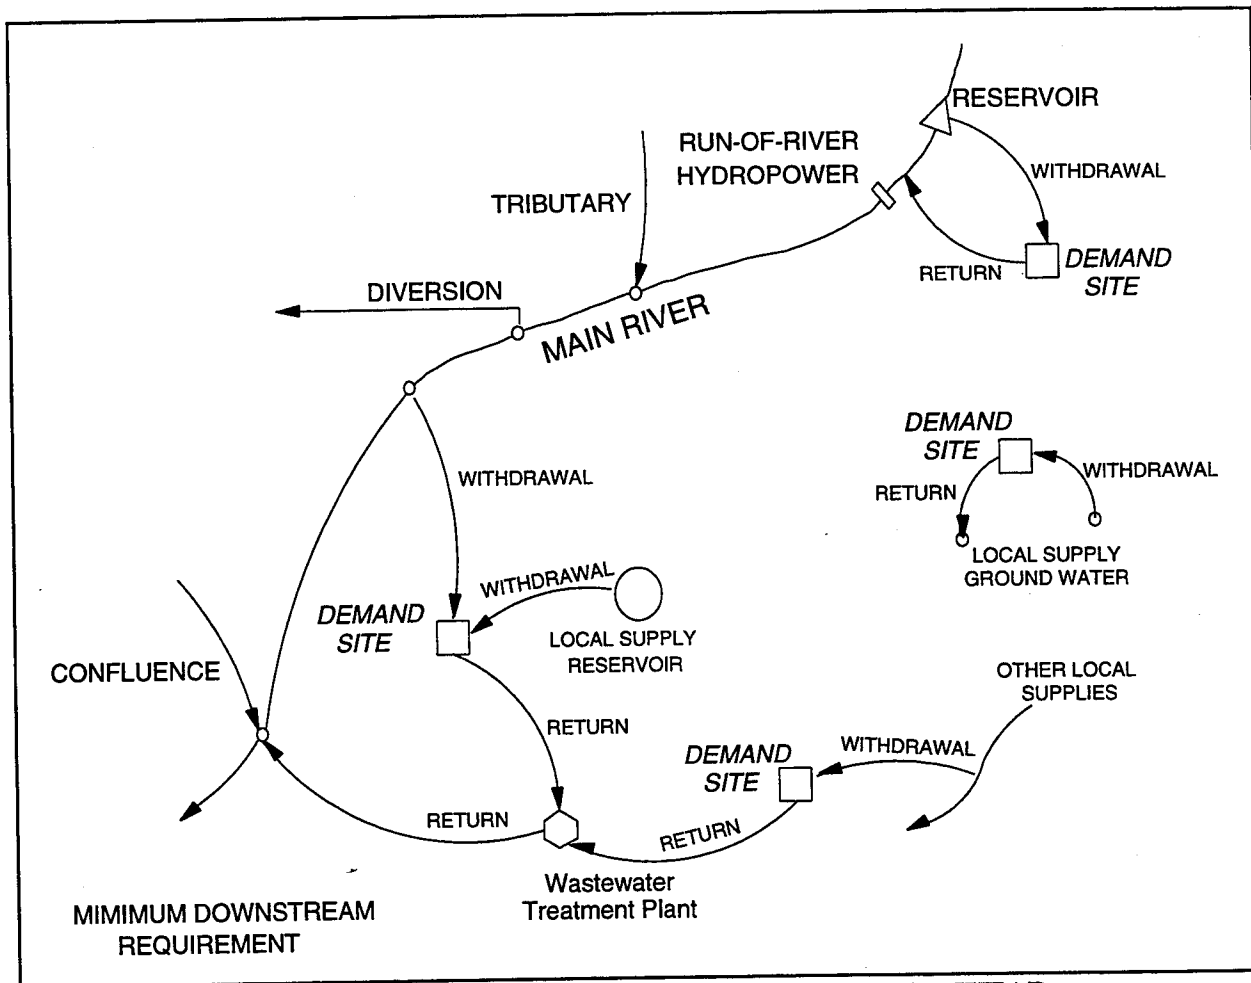 RESERVOIR
RUN-OF-RIVER
HYDROPOWER
WITHDRAWAL
TRIBUTARY
RETURN
DEMAND
SITE
DIVERSION
MAIN RIVER
DEMAND
SITE
WITHDRAWAL
RETURN
LOCAL SUPPLY
GROUND WATER
WITHDRAWAL
WITHDRAWAL
DEMAND
SITE
LOCAL SUPPLY
RESERVOIR
CONFLUENCE
OTHER LOCAL
SUPPLIES
RETURN
DEMAND
SITE
WITHDRAWAL
RETURN
RETURN
Wastewater
Treatment Plant
MIMIMUM DOWNSTREAM
REQUIREMENT